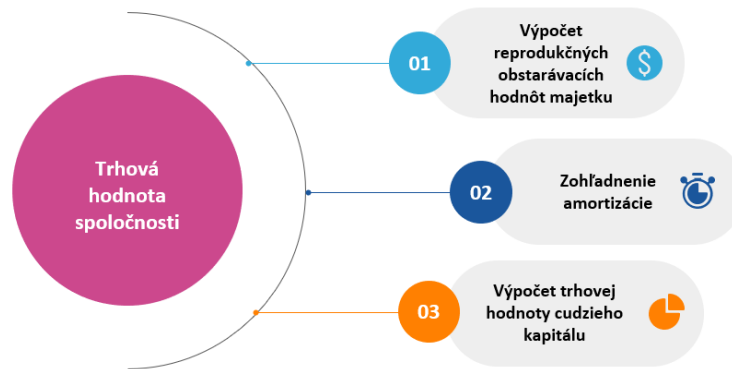 Trhová
hodnota
spoločnosti
01
Výpočet
reprodukčných
obstarávacích
hodnôt majetku
$
02
Zohľadnenie
amortizácie
03
Výpočet trhovej
hodnoty cudzieho
kapitálu